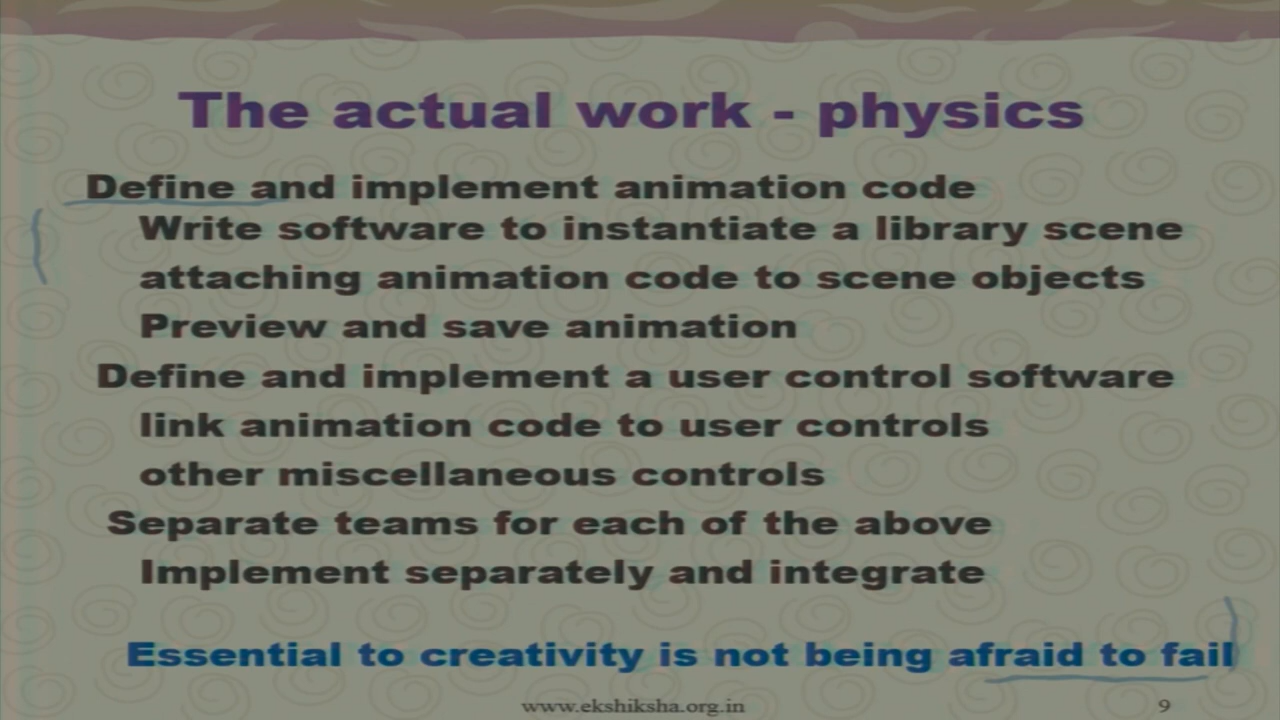 The actual work - physics
Define and implement animation code
Write software to instantiate a library scene
attaching animation code to scene objects
Preview and save animation
Define and implement a user control software
link animation code to user controls
other miscellaneous controls
Separate teams for each of the above
Implement separately and integrate
Essential to creativity is not being afraid to fail
www.ekshiksha.org.in 9